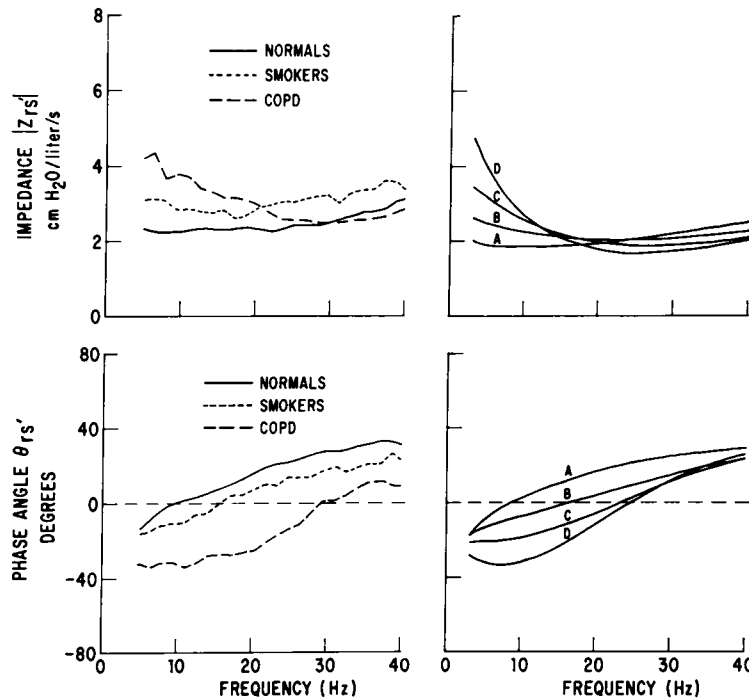 8
6
4
2
0
IMPEDANCE |Zrs'|
cm H2O/liter/s
NORMALS
SMOKERS
COPD
D
C
B
A
80
40
0
-40
-80
PHASE ANGLE θrs'
DEGREES
NORMALS
SMOKERS
COPD
A
B
C
D
0 10 20 30 40
FREQUENCY (Hz)
0 10 20 30 40
FREQUENCY (Hz)